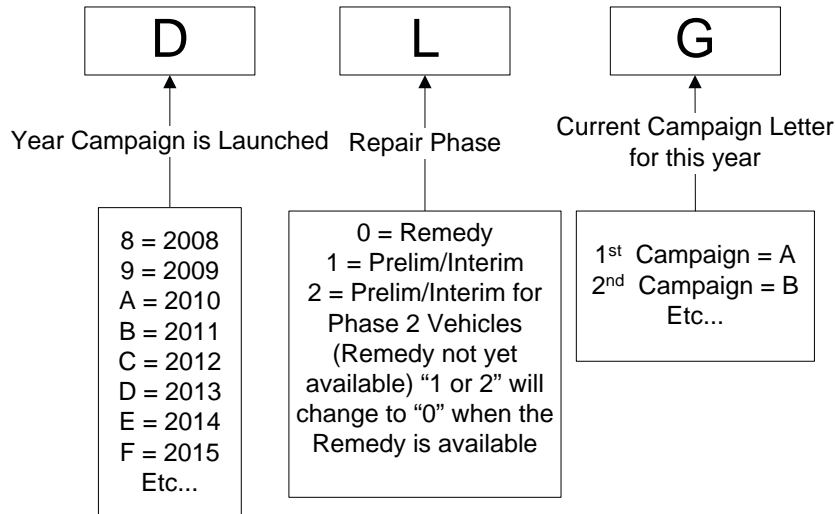 D L G
Year Campaign is Launched
Repair Phase
Current Campaign Letter
for this year
8 = 2008
9 = 2009
A = 2010
B = 2011
C = 2012
D = 2013
E = 2014
F = 2015
Etc...
0 = Remedy
1 = Prelim/Interim
2 = Prelim/Interim for
Phase 2 Vehicles
(Remedy not yet
available) “1 or 2” will
change to “0” when the
Remedy is available
1st Campaign = A
2nd Campaign = B
Etc...